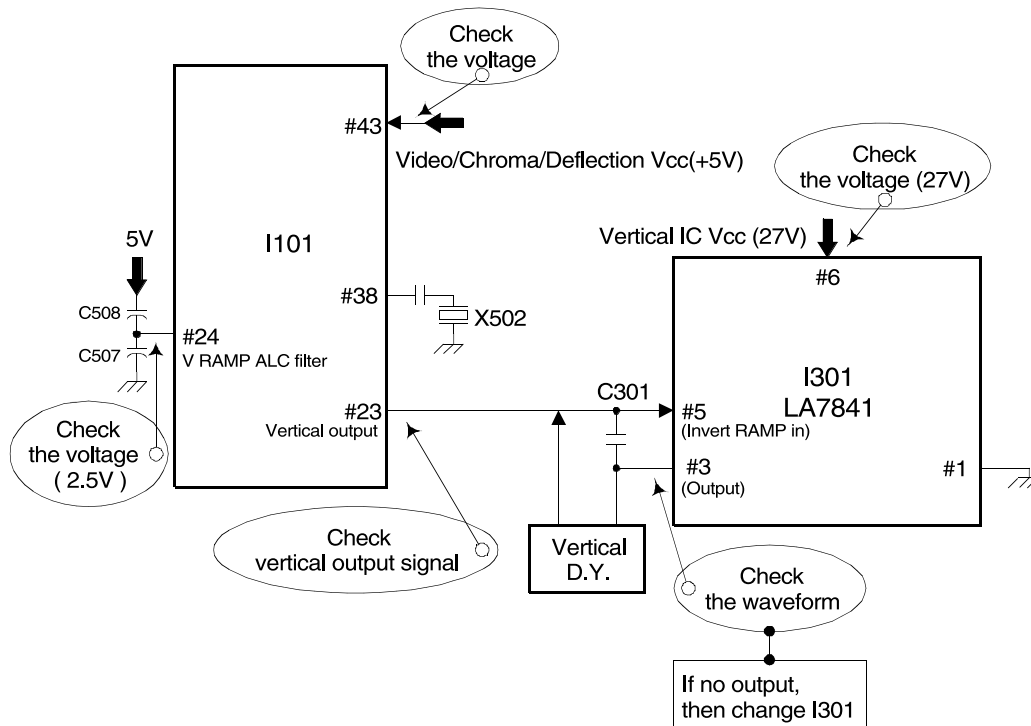 Check
the voltage
#43
Video/Chroma/Deflection Vcc(+5V)
Check
the voltage (27V)
I101
5V
Vertical IC Vcc (27V)
#6
#38
X502
C508
#24
C507
V RAMP ALC filter
I301
LA7841
C301
#23
Vertical output
#5
(Invert RAMP in)
Check
the voltage
( 2.5V )
#3
(Output)
#1
Check
vertical output signal
Vertical
D.Y.
Check
the waveform
If no output,
then change I301